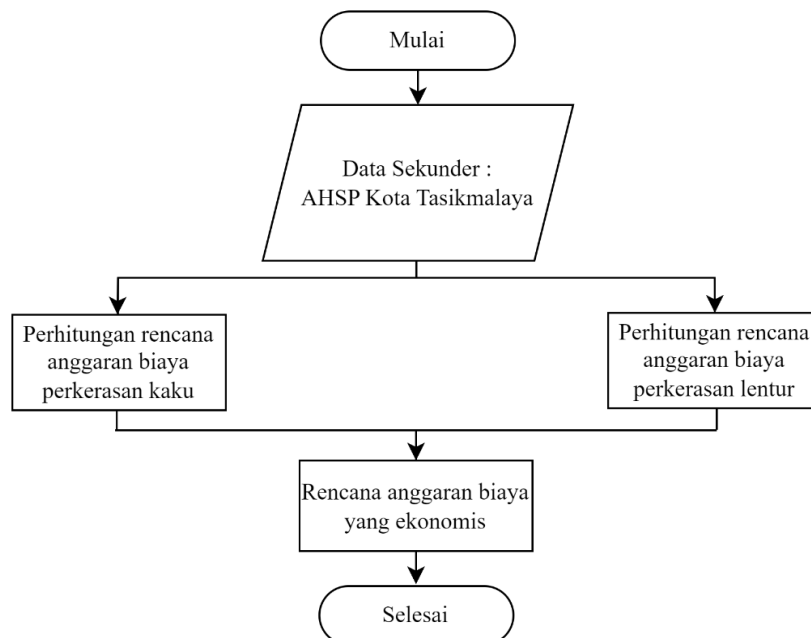 Mulai
Data Sekunder :
AHSP Kota Tasikmalaya
Perhitungan rencana
anggaran biaya
perkerasan kaku
Perhitungan rencana
anggaran biaya
perkerasan lentur
Rencana anggaran biaya
yang ekonomis
Selesai